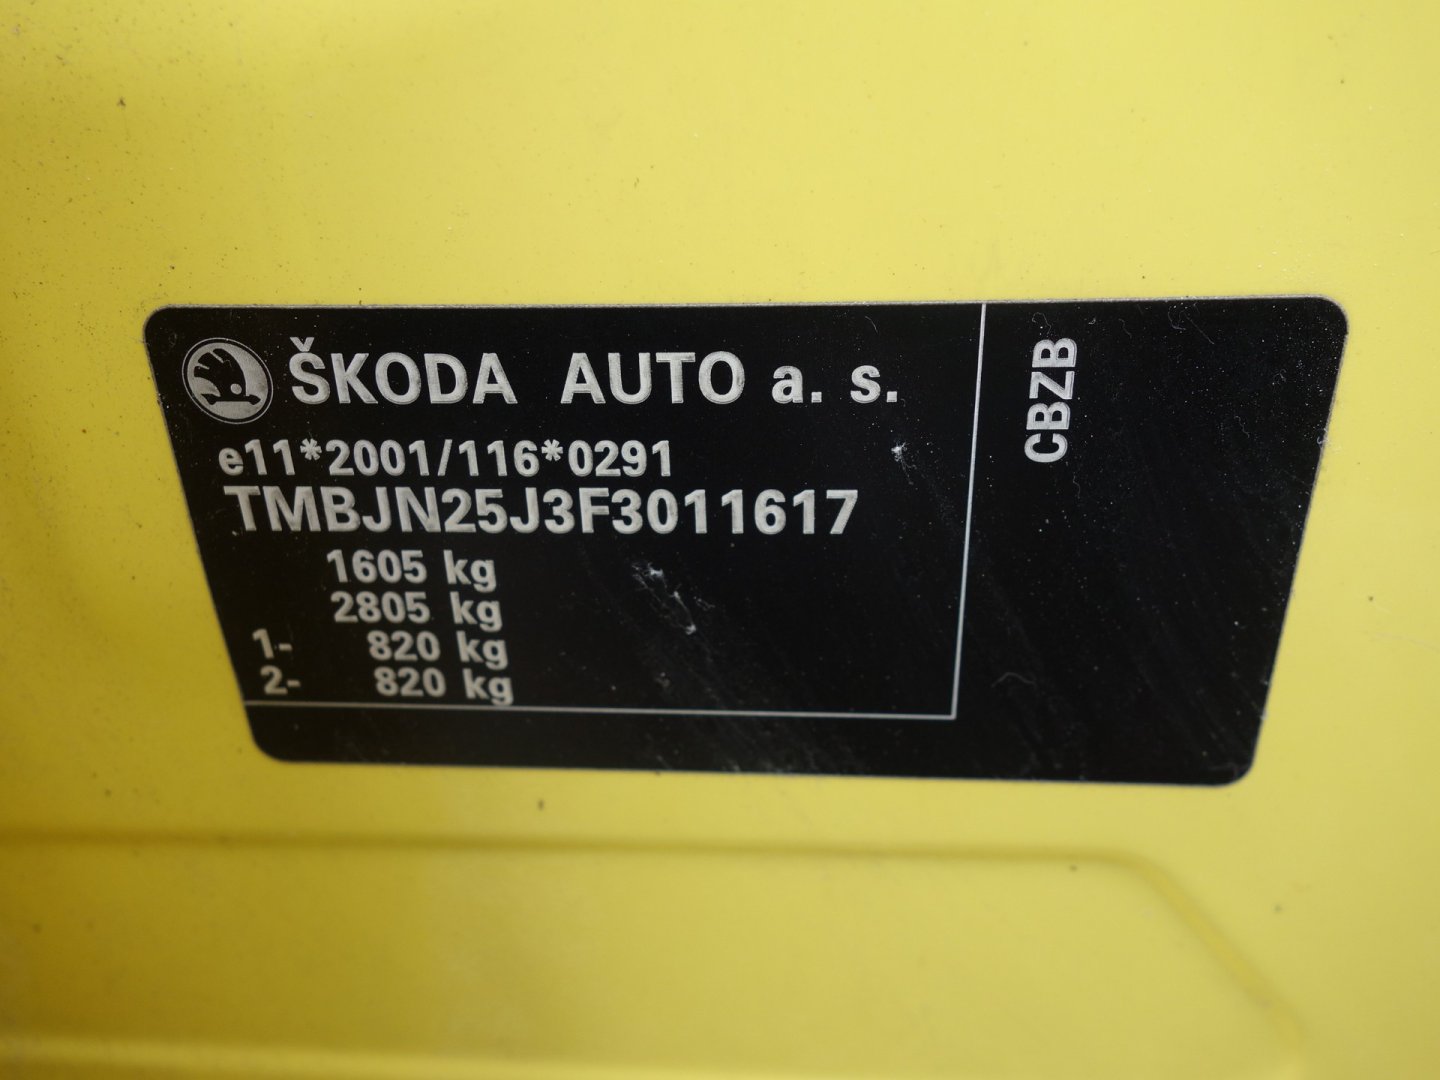 ŠKODA AUTO a. s.
e11*2001/116*0291
TMBJN25J3F3011617
1605 kg
2805 kg
1- 820 kg
2- 820 kg
CBZB